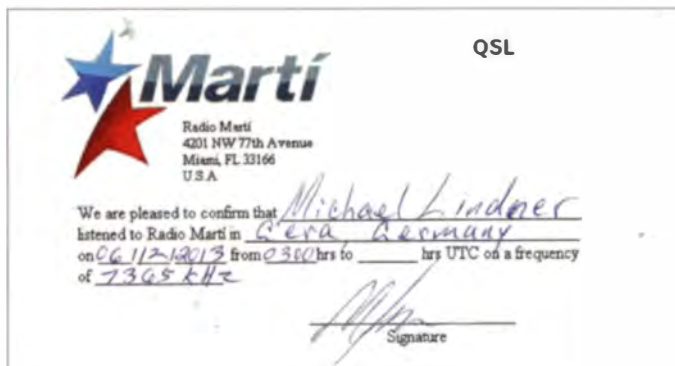 QSL
Martí
Radio Martí
4201 NW 77th Avenue
Miami, FL 33166
U.S.A
We are pleased to confirm that Michael Lindner
listened to Radio Martí in Gera, Germany
on 06/12/2013 from 0300 hrs to ______ hrs UTC on a frequency
of 7365 kHz
Signature